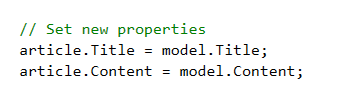 // Set new properties
article.Title = model.Title;
article.Content = model.Content;